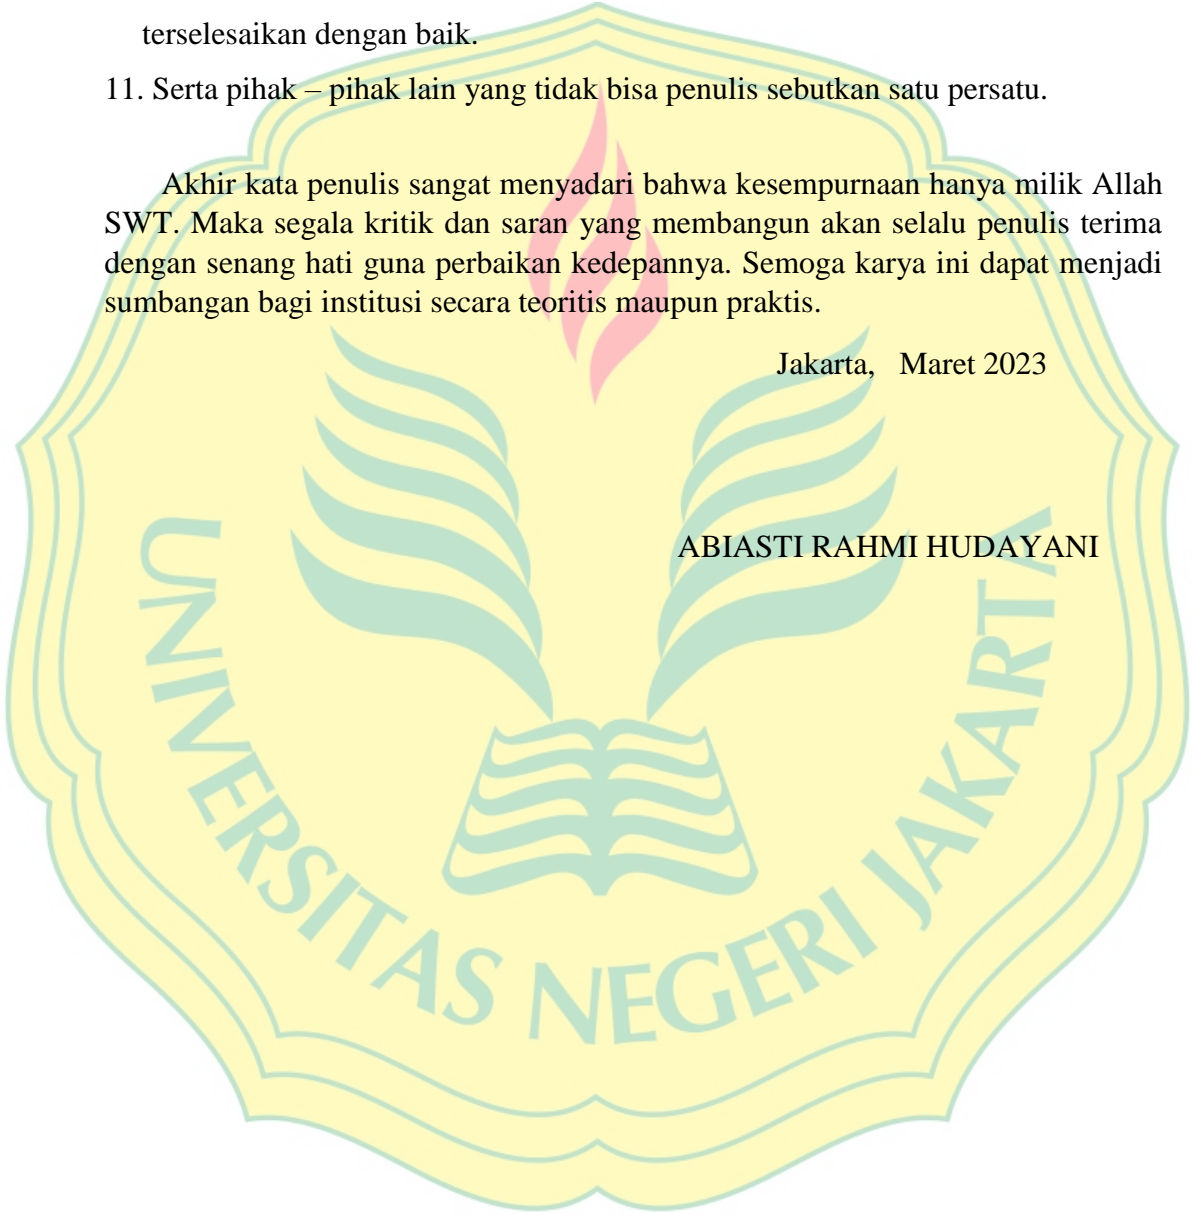 terselesaikan dengan baik.
11. Serta pihak – pihak lain yang tidak bisa penulis sebutkan satu persatu.
Akhir kata penulis sangat menyadari bahwa kesempurnaan hanya milik Allah
SWT. Maka segala kritik dan saran yang membangun akan selalu penulis terima
dengan senang hati guna perbaikan kedepannya. Semoga karya ini dapat menjadi
sumbangan bagi institusi secara teoritis maupun praktis.
Jakarta, Maret 2023
ABIASTI RAHMI HUDAYANI
UNIVERSITAS NEGERI JAKARTA